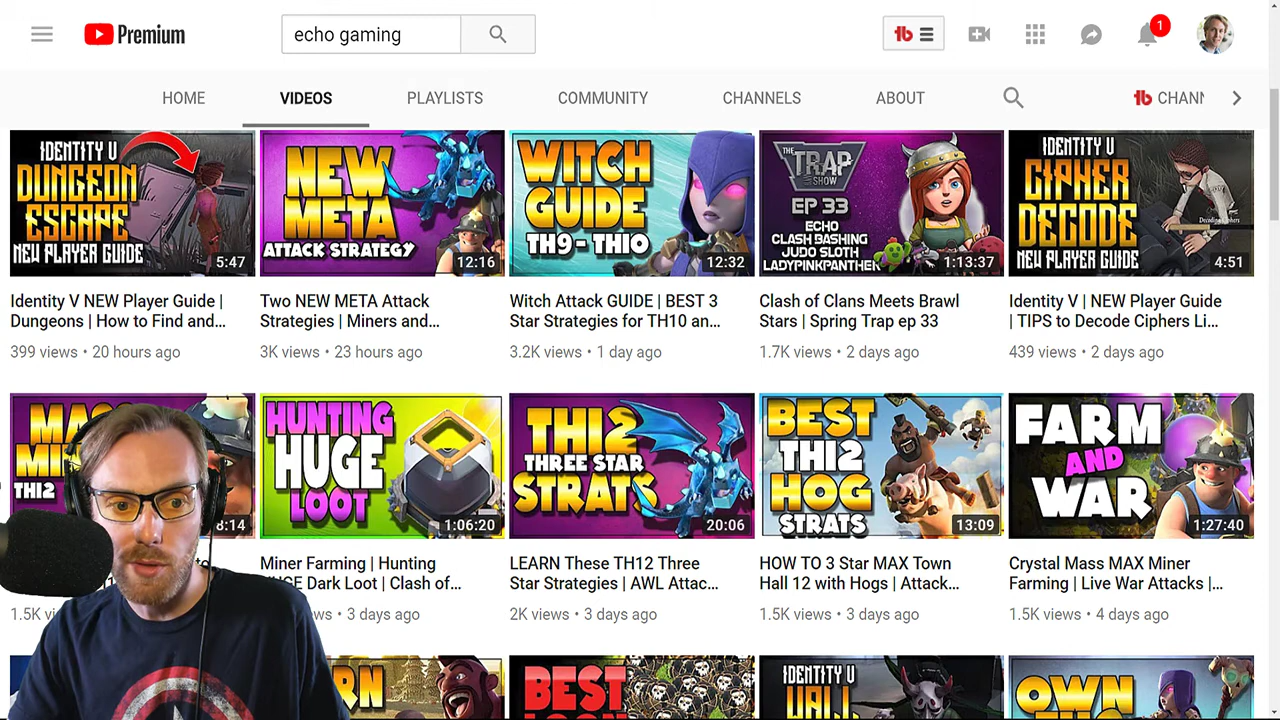 Premium
echo gaming
1
HOME
VIDEOS
PLAYLISTS
COMMUNITY
CHANNELS
ABOUT
CHANN
IDENTITY V
DUNGEON
ESCAPE
NEW PLAYER GUIDE
5:47
NEW
META
ATTACK STRATEGY
12:16
WITCH
GUIDE
TH9 - TH10
12:32
THE
TRAP
SHOW
EP 33
ECHO
CLASH BASHING
JUDO SLOTH
LADYPINKPANTHER
1:13:37
IDENTITY V
CIPHER
DECODE
NEW PLAYER GUIDE
4:51
Identity V NEW Player Guide |
Dungeons | How to Find and...
399 views • 20 hours ago
Two NEW META Attack
Strategies | Miners and...
3K views • 23 hours ago
Witch Attack GUIDE | BEST 3
Star Strategies for TH10 an...
3.2K views • 1 day ago
Clash of Clans Meets Brawl
Stars | Spring Trap ep 33
1.7K views • 2 days ago
Identity V | NEW Player Guide
| TIPS to Decode Ciphers Li...
439 views • 2 days ago
TH12
8:14
HUNTING
HUGE
LOOT
1:06:20
TH12
THREE STAR
STRATS
20:06
BEST
TH12
HOG
STRATS
13:09
FARM
AND
WAR
1:27:40
1.5K
Miner Farming | Hunting
Dark Loot | Clash of...
• 3 days ago
LEARN These TH12 Three
Star Strategies | AWL Attac...
2K views • 3 days ago
HOW TO 3 Star MAX Town
Hall 12 with Hogs | Attack...
1.5K views • 3 days ago
Crystal Mass MAX Miner
Farming | Live War Attacks |...
1.5K views • 4 days ago
BEST
IDENTITY V
OWN